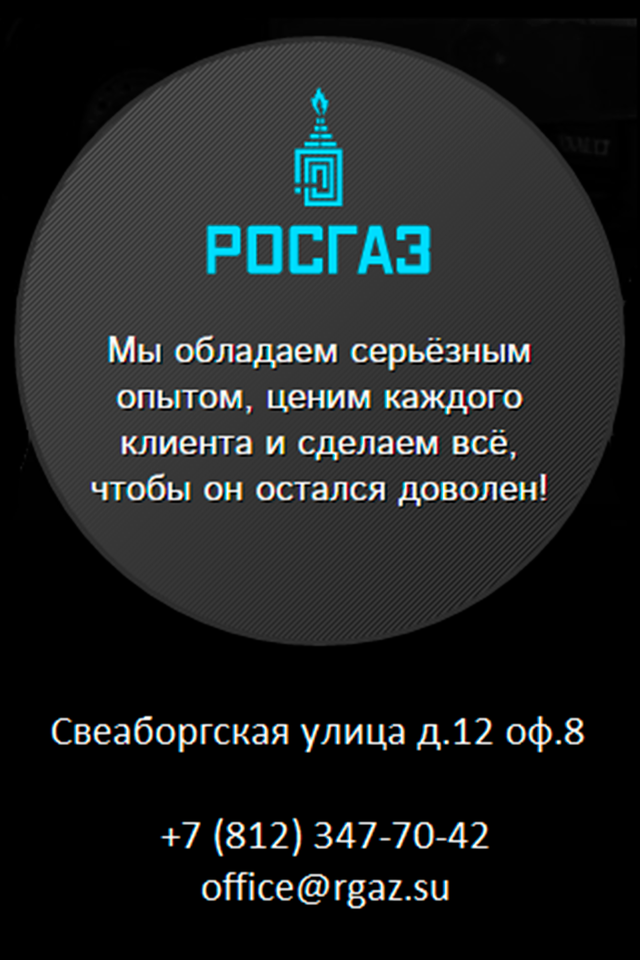 РОСГАЗ
Мы обладаем серьёзным
опытом, ценим каждого
клиента и сделаем всё,
чтобы он остался доволен!
Свеаборгская улица д.12 оф.8
+7 (812) 347-70-42
office@rgaz.su